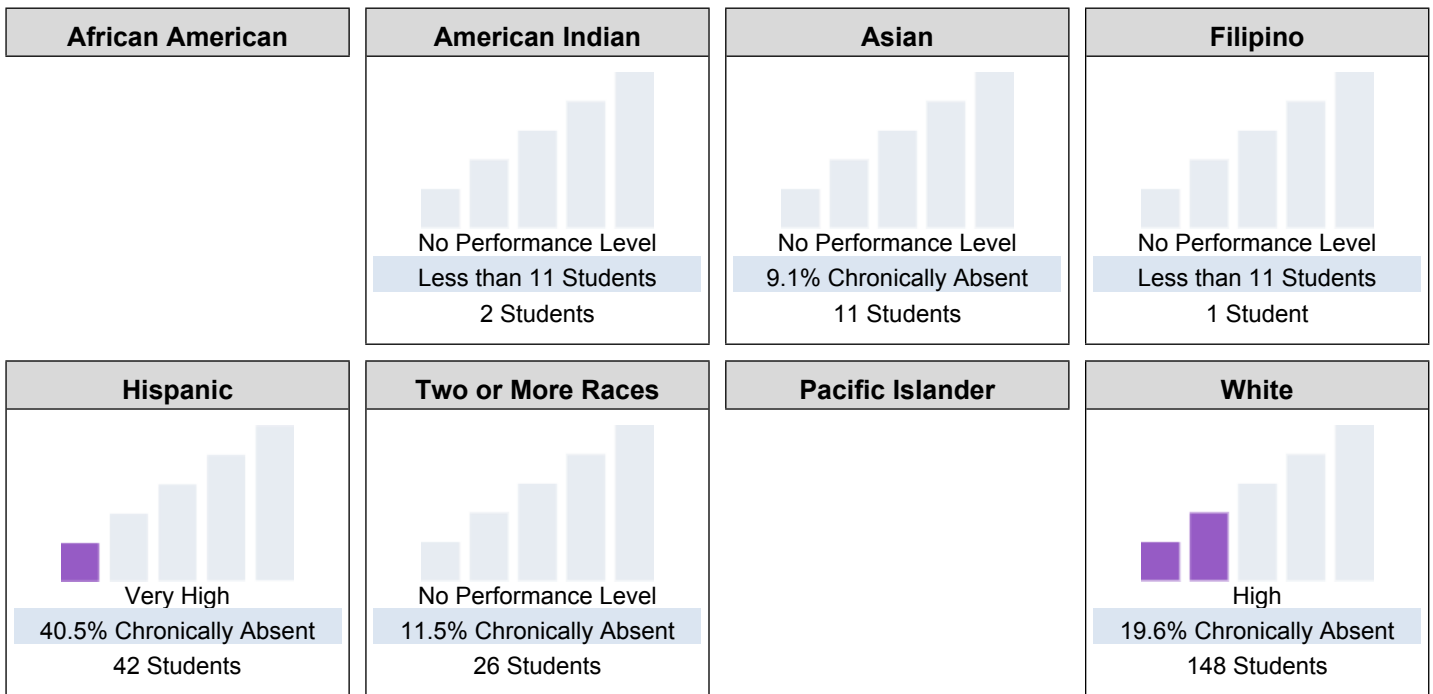 African American
American Indian
No Performance Level
Less than 11 Students
2 Students
Asian
No Performance Level
9.1% Chronically Absent
11 Students
Filipino
No Performance Level
Less than 11 Students
1 Student
Hispanic
Very High
40.5% Chronically Absent
42 Students
Two or More Races
No Performance Level
11.5% Chronically Absent
26 Students
Pacific Islander
White
High
19.6% Chronically Absent
148 Students